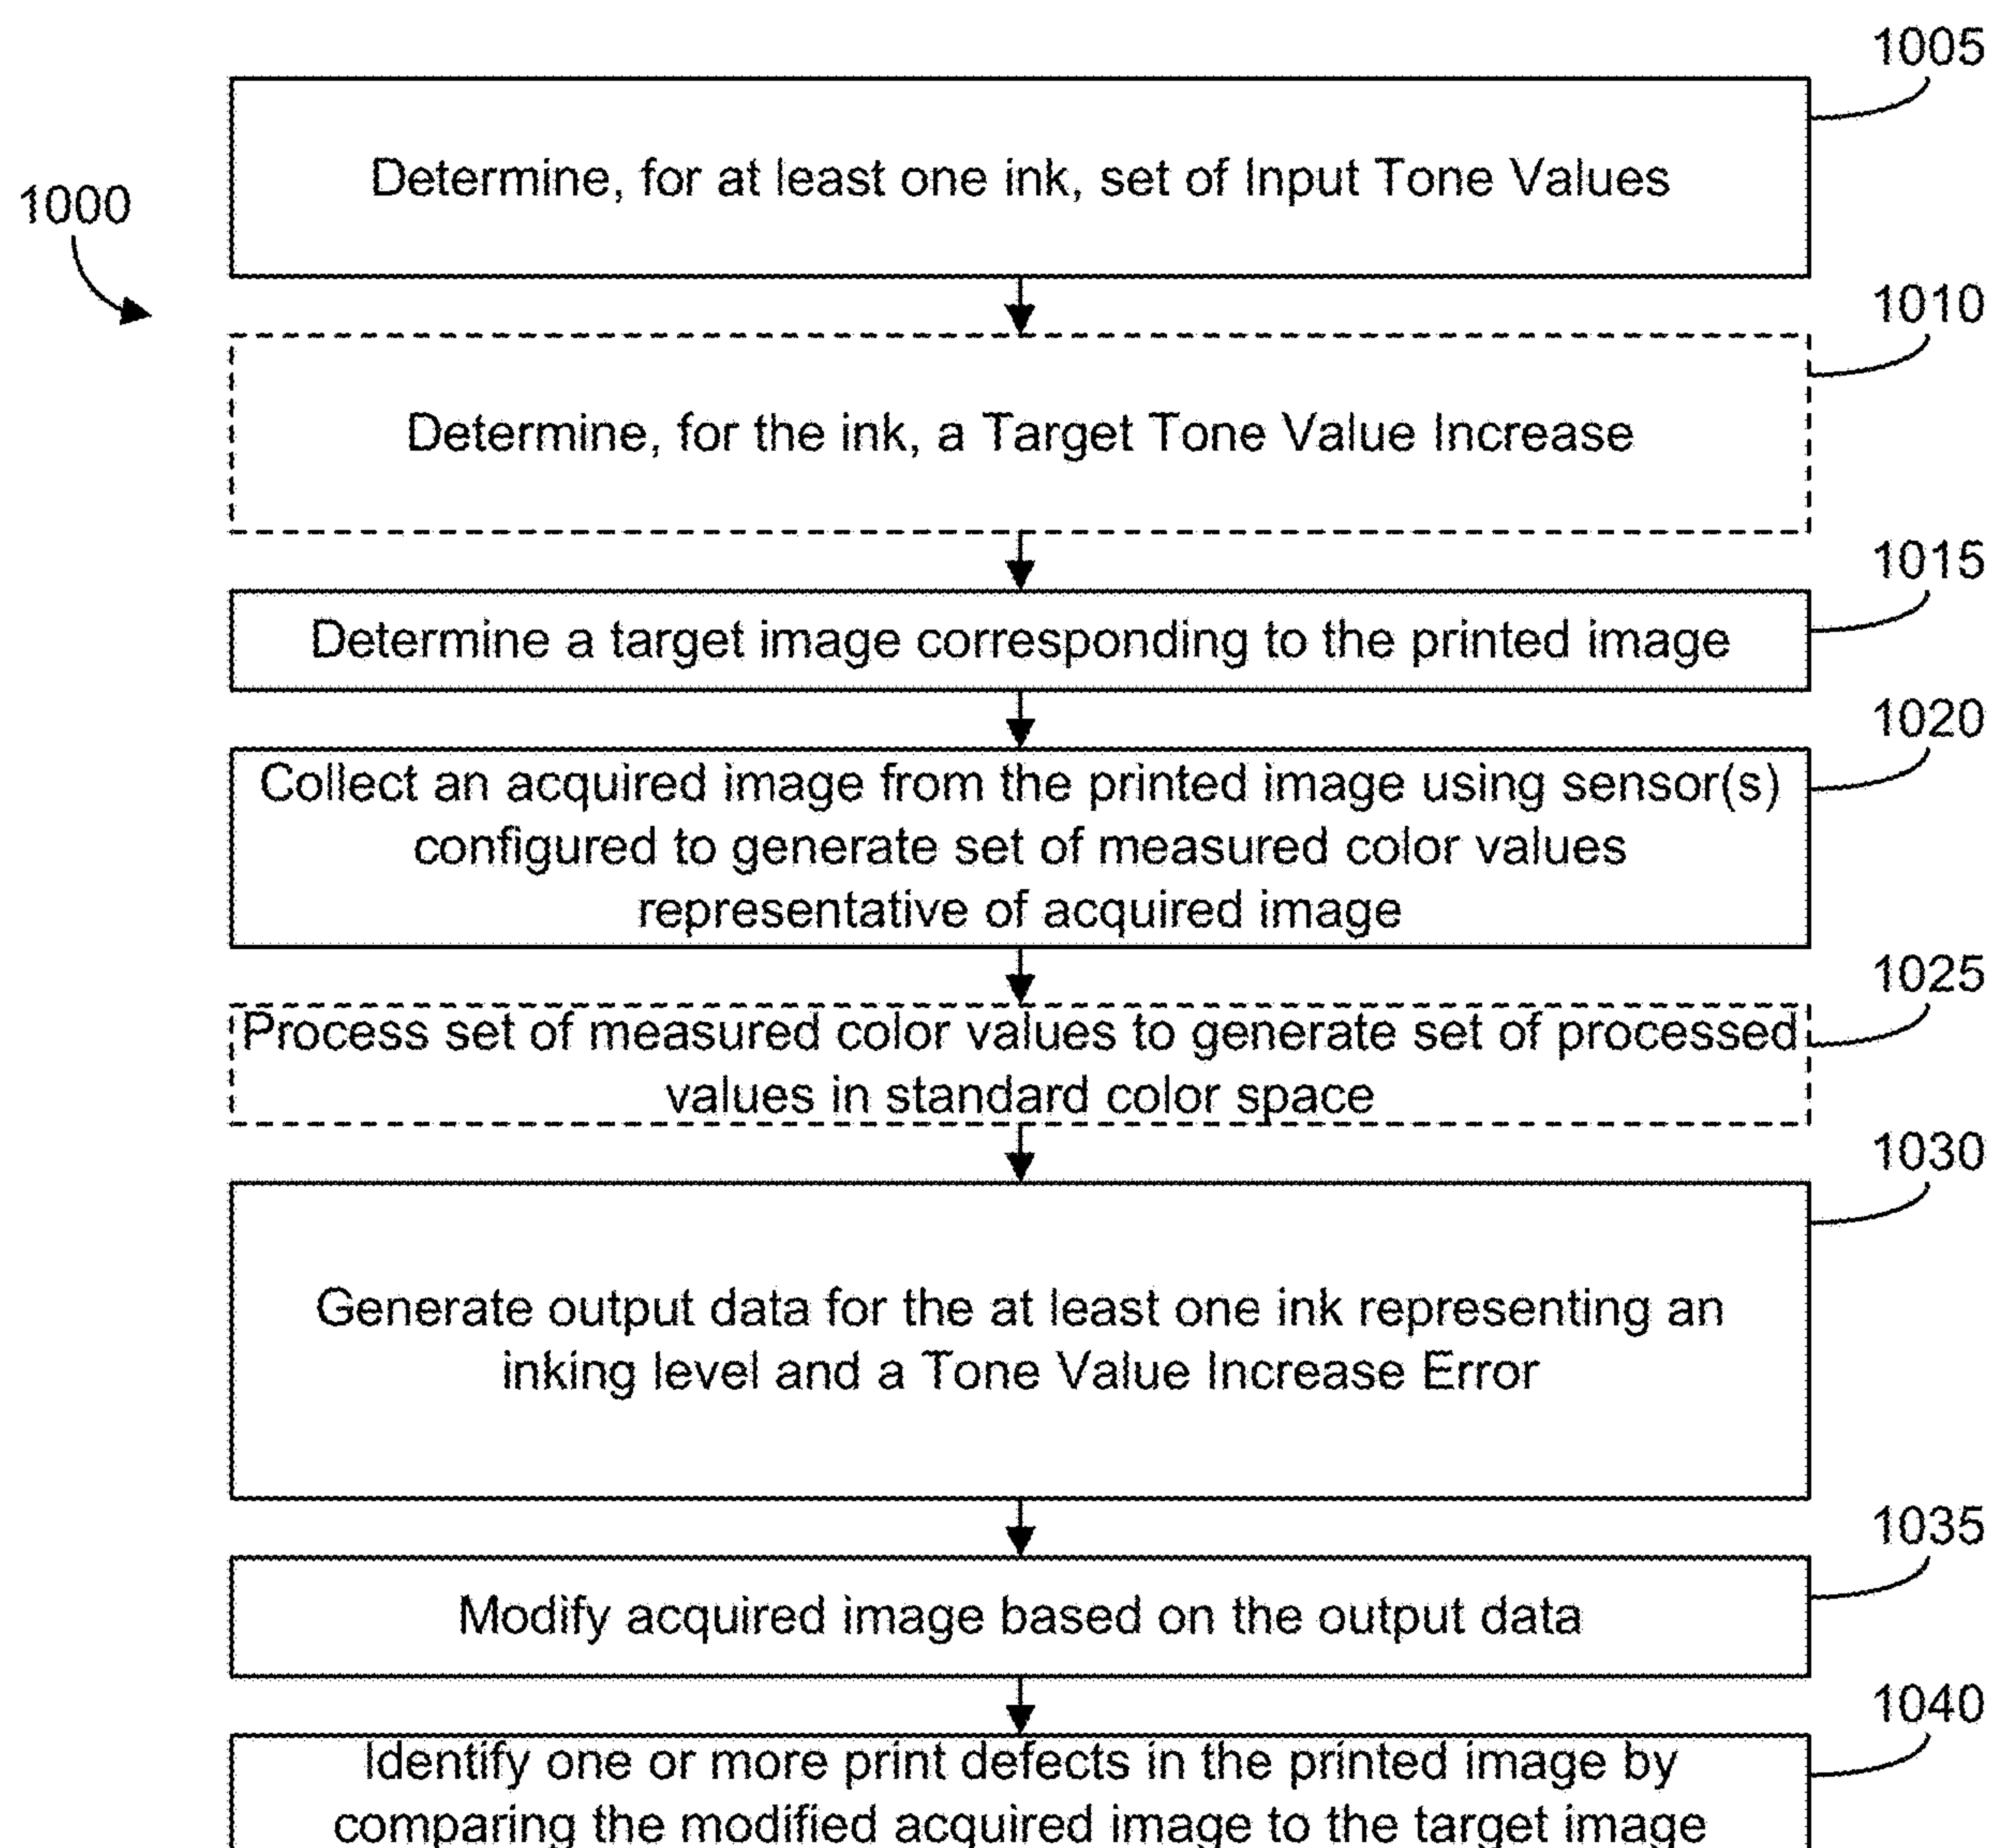 1005
Determine, for at least one ink, set of Input Tone Values
1000
1010
Determine, for the ink, a Target Tone Value Increase
1015
Determine a target image corresponding to the printed image
1020
Collect an acquired image from the printed image using sensor(s)
configured to generate set of measured color values
representative of acquired image
1025
Process set of measured color values to generate set of processed
values in standard color space
1030
Generate output data for the at least one ink representing an
inking level and a Tone Value Increase Error
1035
Modify acquired image based on the output data
1040
Identify one or more print defects in the printed image by
comparing the modified acquired image to the target image